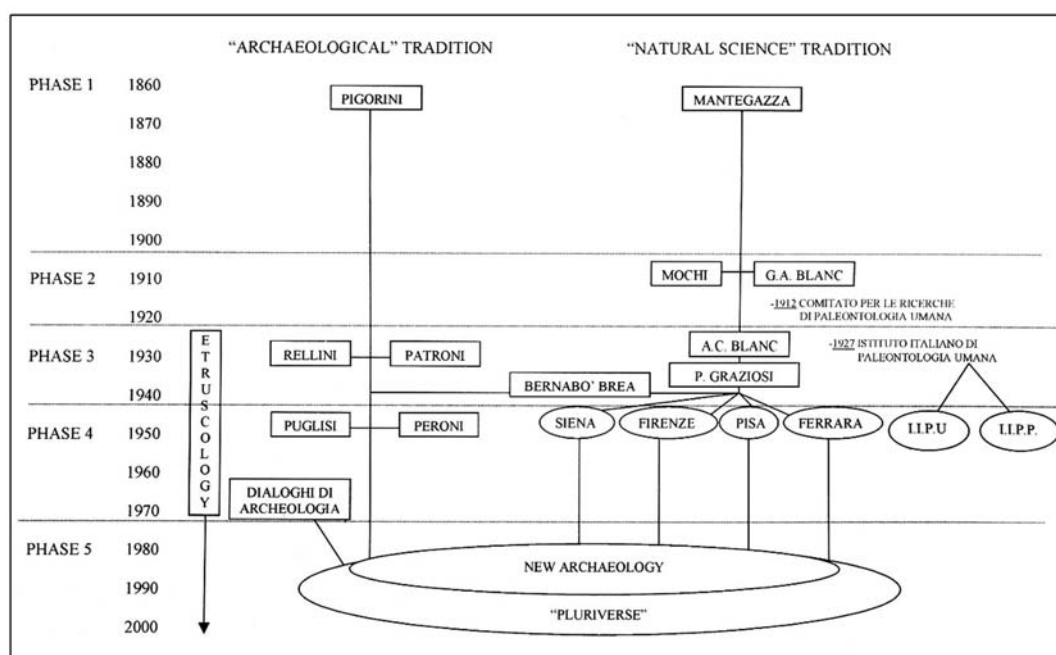 "ARCHAEOLOGICAL" TRADITION
"NATURAL SCIENCE" TRADITION
PHASE 1
1860
PIGORINI
MANTEGAZZA
1870
1880
1890
1900
PHASE 2
1910
MOCHI
G.A. BLANC
-1912 COMITATO PER LE RICERCHE
DI PALEONTOLOGIA UMANA
1920
ETRUSCOLOGY
PHASE 3
1930
RELLINI
PATRONI
A.C. BLANC
-1927 ISTITUTO ITALIANO DI
PALEONTOLOGIA UMANA
P. GRAZIOSI
BERNABO' BREA
1940
PHASE 4
1950
PUGLISI
PERONI
SIENA
FIRENZE
PISA
FERRARA
I.I.P.U
I.I.P.P.
1960
DIALOGHI DI
ARCHEOLOGIA
1970
PHASE 5
1980
NEW ARCHAEOLOGY
1990
"PLURIVERSE"
2000